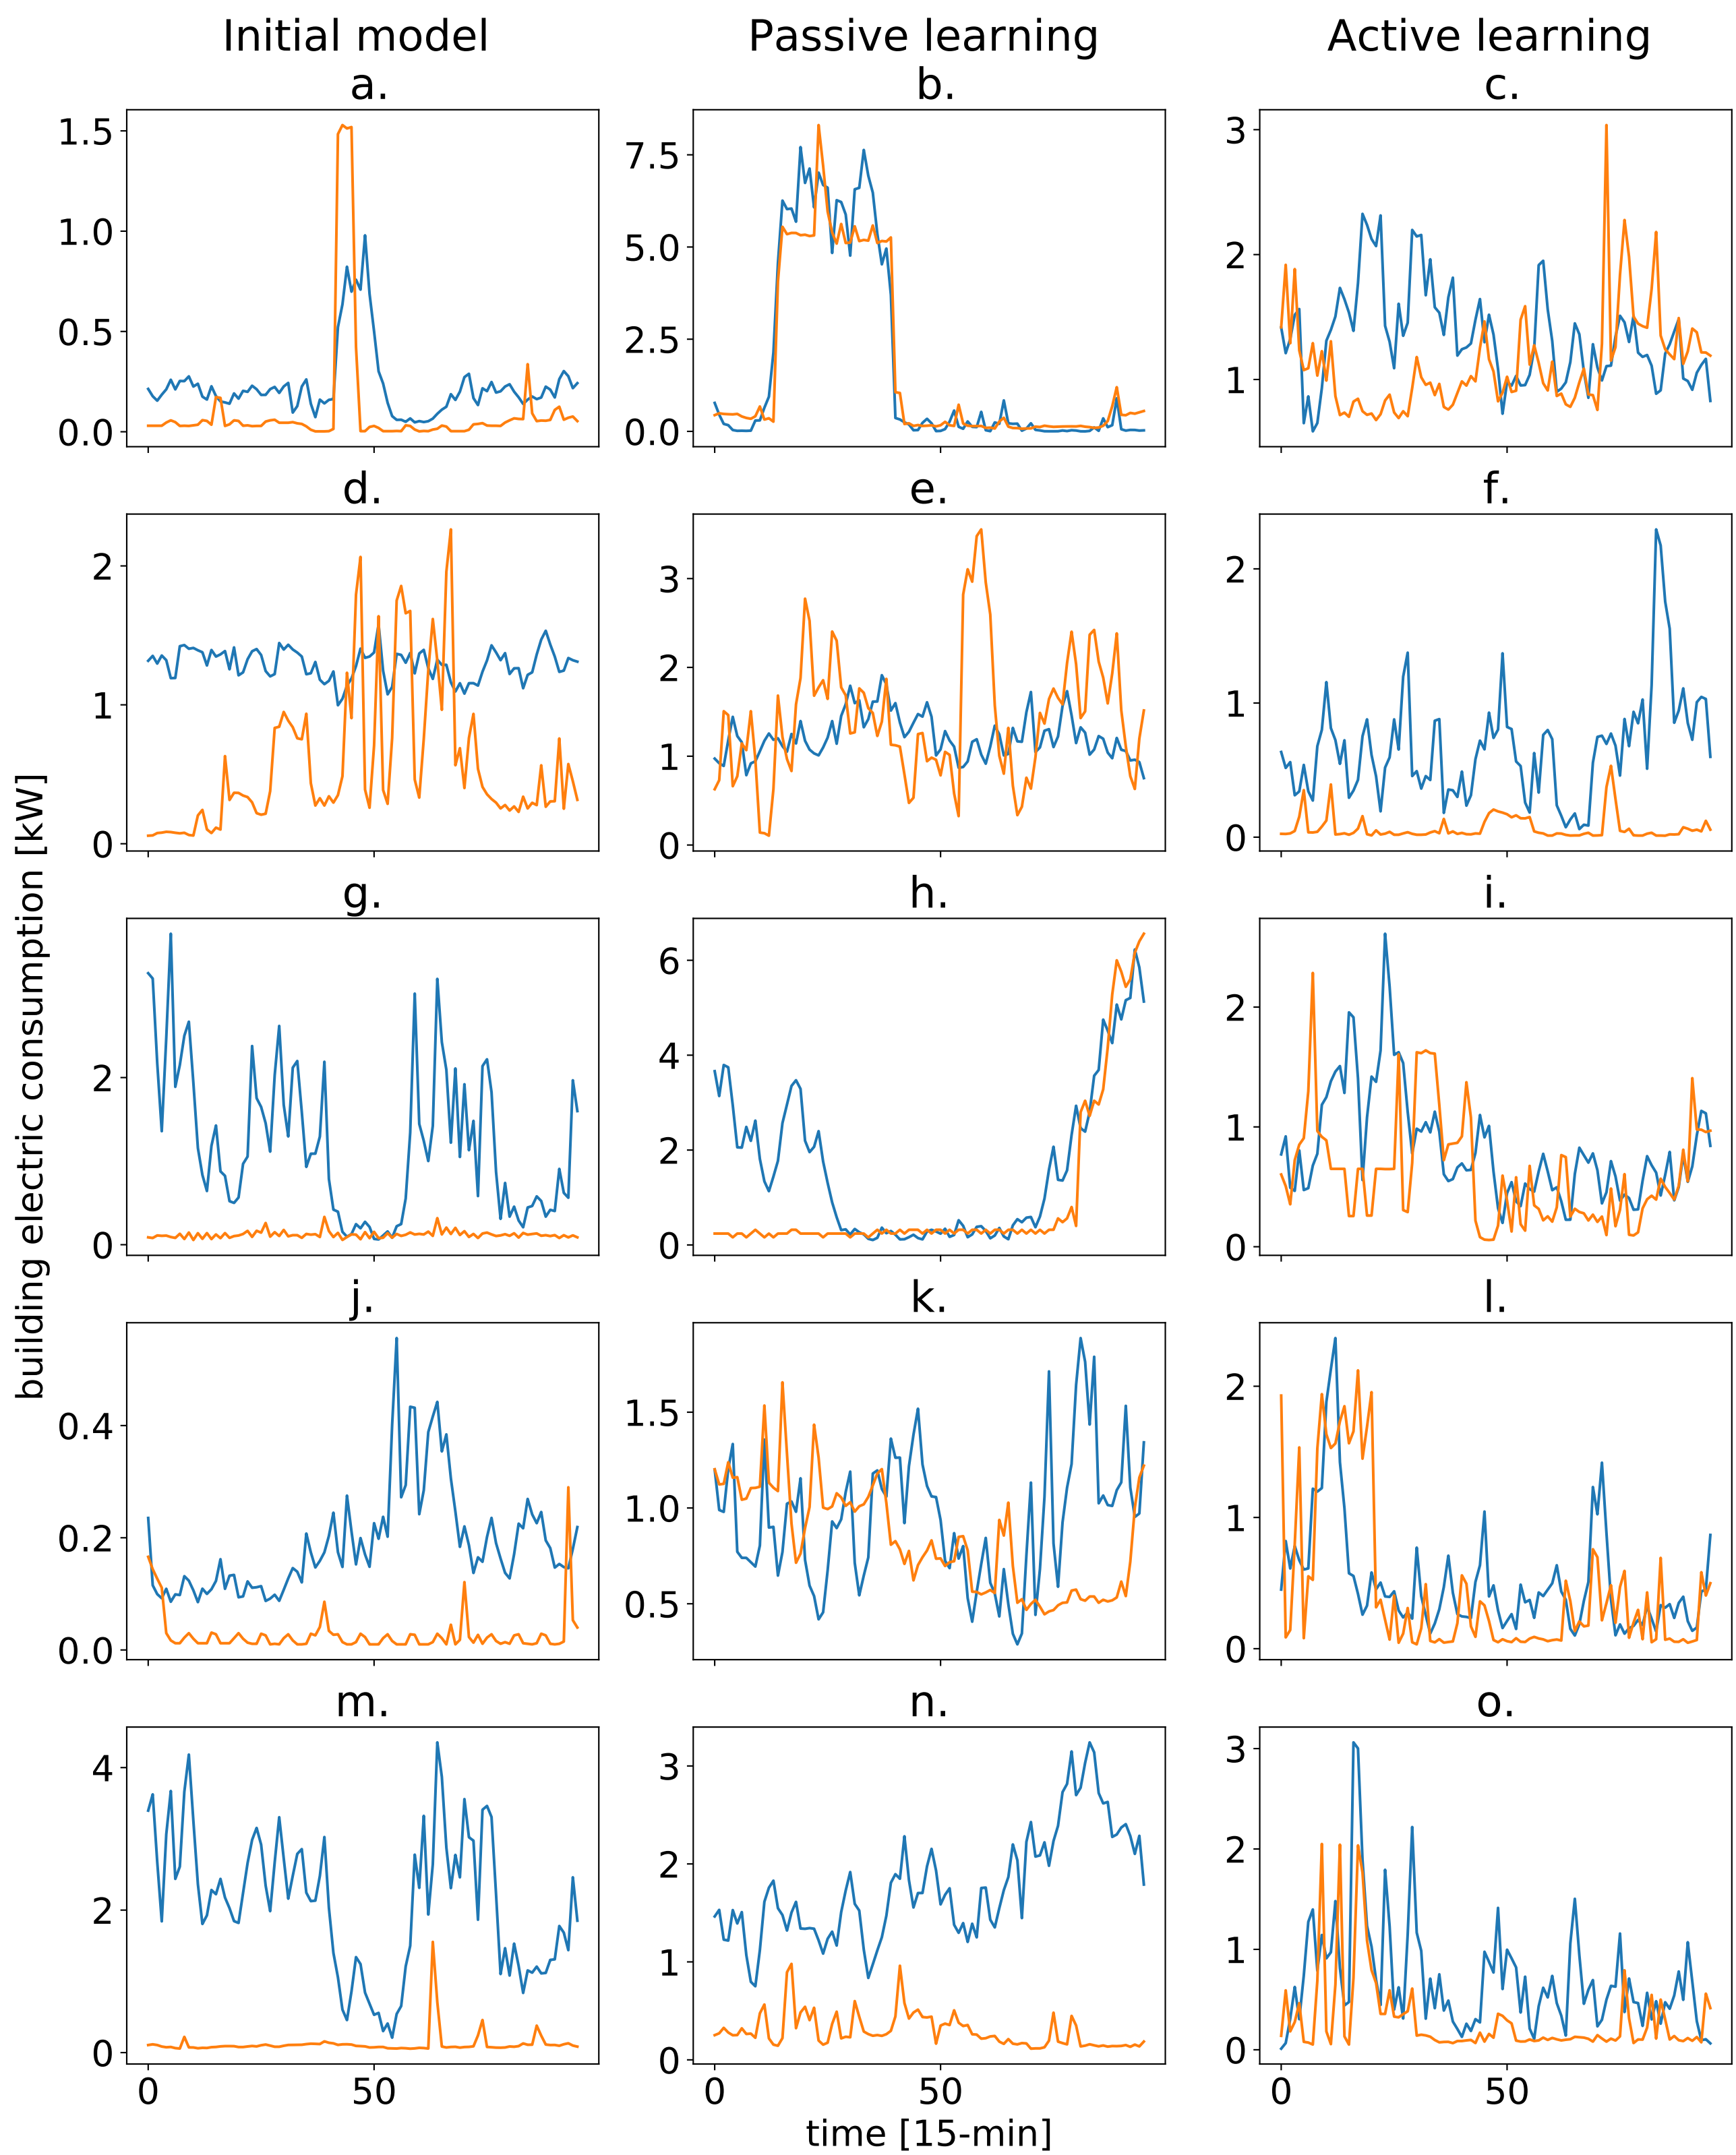 Initial model
Passive learning
Active learning
a.
b.
c.
1.5
1.0
0.5
0.0
7.5
5.0
2.5
0.0
3
2
1
d.
e.
f.
2
1
0
3
2
1
0
2
1
0
g.
h.
i.
2
0
6
4
2
0
2
1
0
j.
k.
l.
0.4
0.2
0.0
1.5
1.0
0.5
2
1
0
m.
n.
o.
4
2
0
3
2
1
0
3
2
1
0
0
50
0
50
0
50
building electric consumption [kW]
time [15-min]